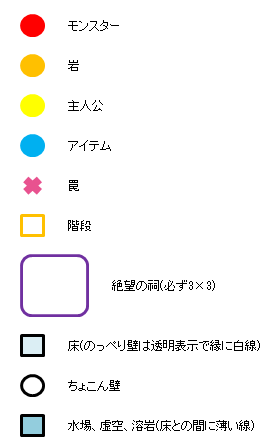 モンスター
岩
主人公
アイテム
罠
階段
絶望の祠(必ず3×3)
床(のっぺり壁は透明表示で縁に白線)
ちょこん壁
水場、虚空、溶岩(床との間に薄い線)